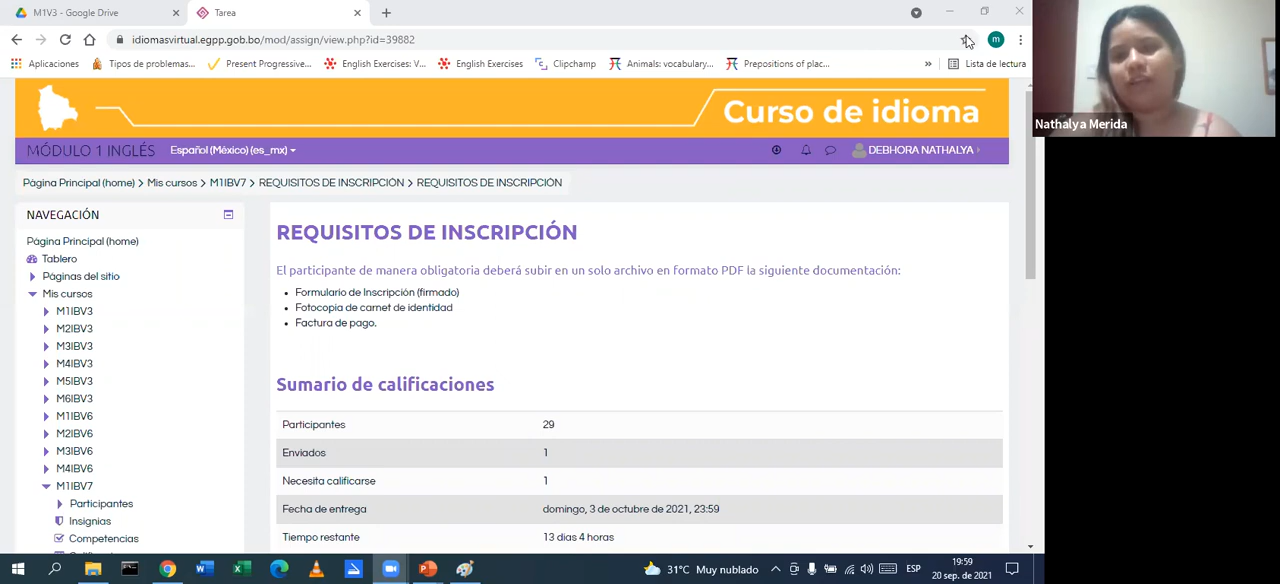 M1V3 - Google Drive
Tarea
idiomasvirtual.egpp.gob.bo/mod/assign/view.php?id=39882
m
Aplicaciones
Tipos de problemas...
Present Progressive...
English Exercises: V...
English Exercises
Clipchamp
Animals: vocabulary...
Prepositions of plac...
»
Lista de lectura
Nathalya Merida
Curso de idioma
MÓDULO 1 INGLÉS
Español (México) (es_mx)
DEBHORA NATHALYA
Página Principal (home) > Mis cursos > M1IBV7 > REQUISITOS DE INSCRIPCIÓN > REQUISITOS DE INSCRIPCIÓN
NAVEGACIÓN
Página Principal (home)
Tablero
Páginas del sitio
Mis cursos
M1IBV3
M2IBV3
M3IBV3
M4IBV3
M5IBV3
M6IBV3
M1IBV6
M2IBV6
M3IBV6
M4IBV6
M1IBV7
Participantes
Insignias
Competencias
REQUISITOS DE INSCRIPCIÓN
El participante de manera obligatoria deberá subir en un solo archivo en formato PDF la siguiente documentación:
• Formulario de Inscripción (firmado)
• Fotocopia de carnet de identidad
• Factura de pago.
Sumario de calificaciones
Participantes 29
Enviados 1
Necesita calificarse 1
Fecha de entrega domingo, 3 de octubre de 2021, 23:59
Tiempo restante 13 días 4 horas
31°C Muy nublado
ESP
19:59
20 sep. de 2021